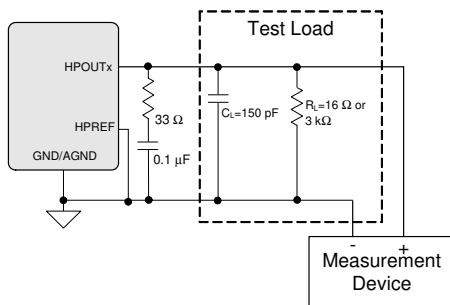 Test Load
HPOUTx
HPREF
GND/AGND
33 Ω
0.1 µF
CL=150 pF
RL=16 Ω or
3 kΩ
- +
Measurement
Device